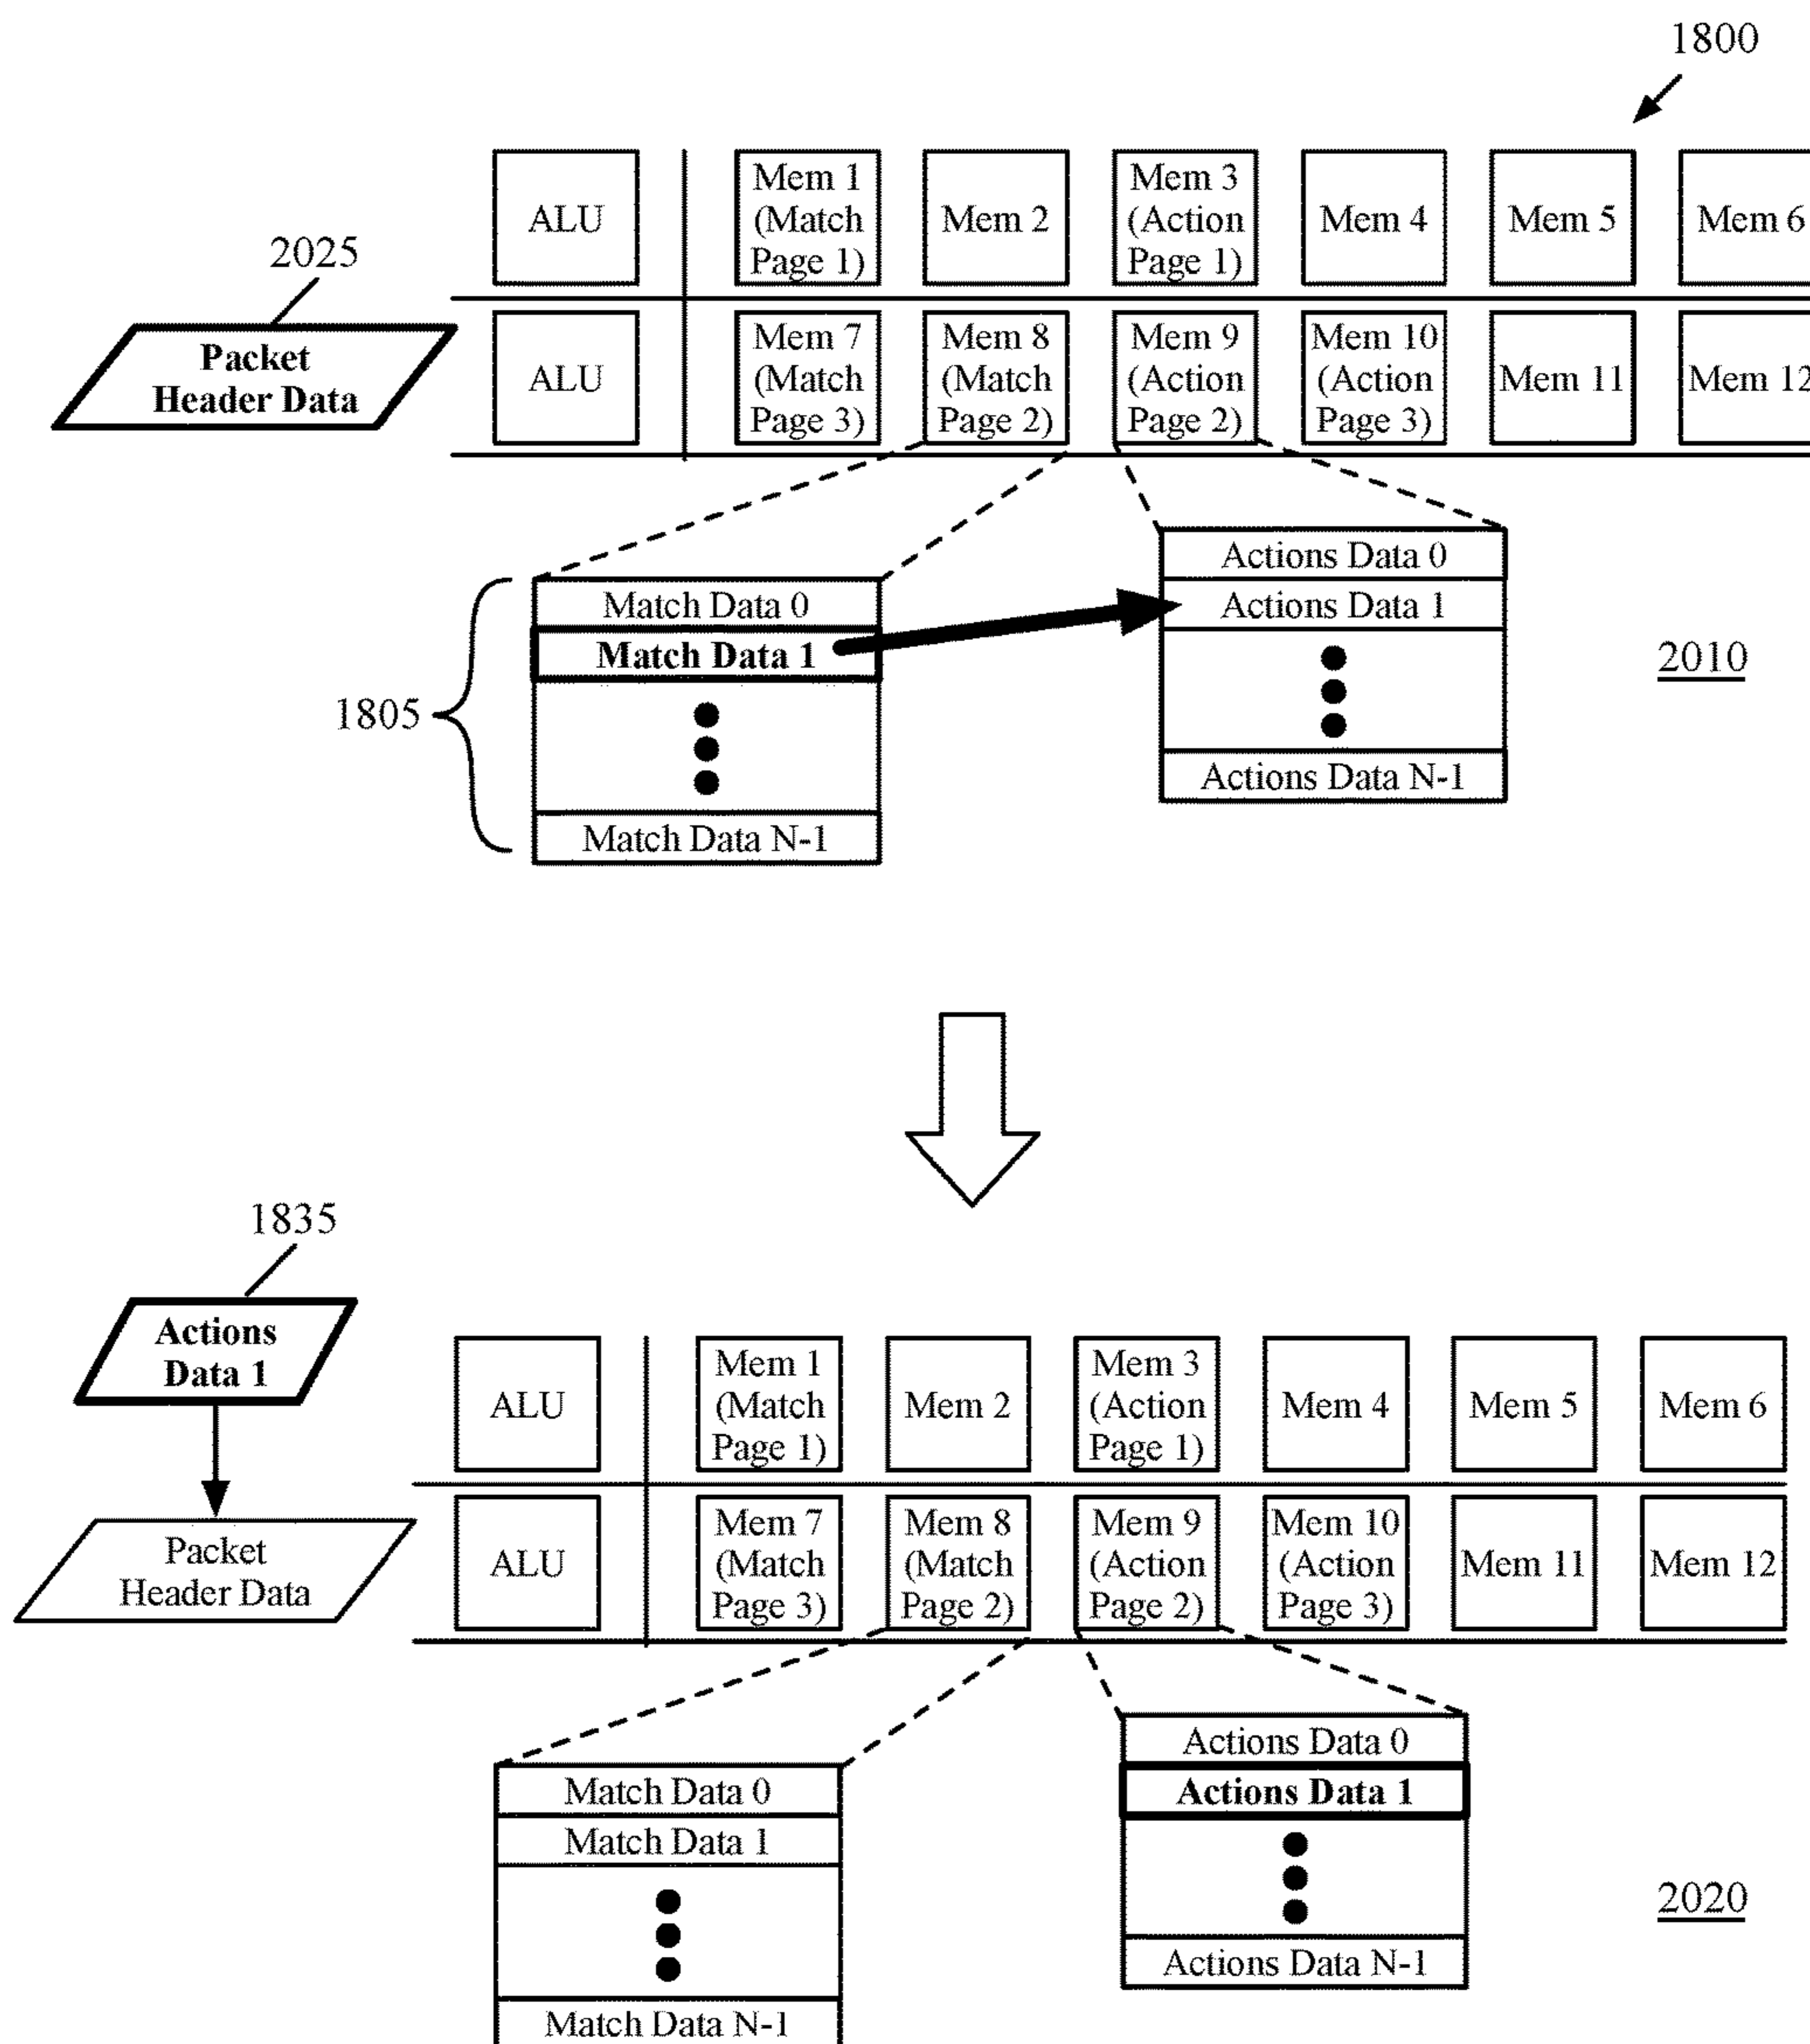 1800
ALU
Mem 1
(Match
Page 1)
Mem 2
Mem 3
(Action
Page 1)
Mem 4
Mem 5
Mem 6
2025
Packet
Header Data
ALU
Mem 7
(Match
Page 3)
Mem 8
(Match
Page 2)
Mem 9
(Action
Page 2)
Mem 10
(Action
Page 3)
Mem 11
Mem 12
1805
Match Data 0
Match Data 1
Match Data N-1
Actions Data 0
Actions Data 1
Actions Data N-1
2010
1835
Actions
Data 1
Packet
Header Data
ALU
Mem 1
(Match
Page 1)
Mem 2
Mem 3
(Action
Page 1)
Mem 4
Mem 5
Mem 6
ALU
Mem 7
(Match
Page 3)
Mem 8
(Match
Page 2)
Mem 9
(Action
Page 2)
Mem 10
(Action
Page 3)
Mem 11
Mem 12
Match Data 0
Match Data 1
Match Data N-1
Actions Data 0
Actions Data 1
Actions Data N-1
2020